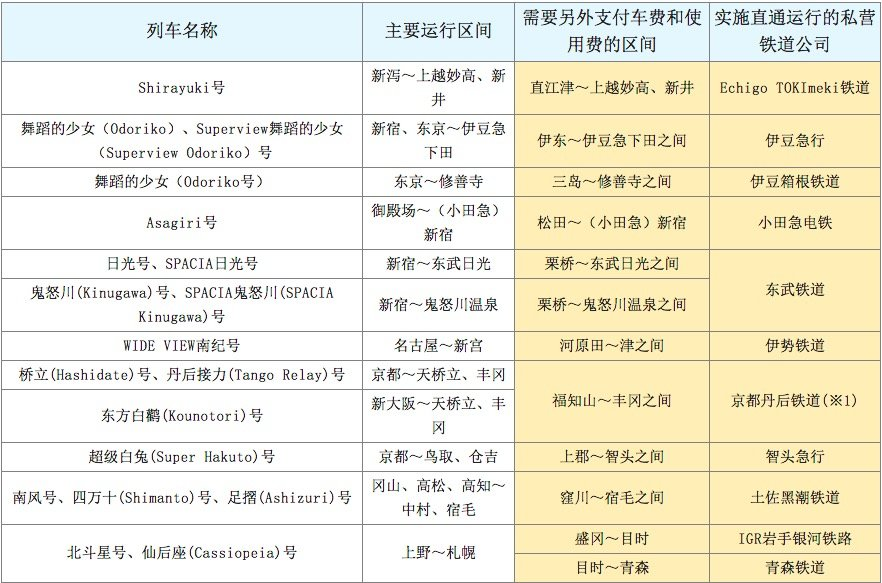 列车名称
主要运行区间
需要另外支付车费和使
用费的区间
实施直通运行的私营
铁道公司
Shirayuki号
新泻～上越妙高、新
井
直江津～上越妙高、新井
Echigo TOKImeki铁道
舞蹈的少女（Odoriko）、Superview舞蹈的少女
（Superview Odoriko）号
新宿、东京～伊豆急
下田
伊东～伊豆急下田之间
伊豆急行
舞蹈的少女（Odoriko号）
东京～修善寺
三岛～修善寺之间
伊豆箱根铁道
Asagiri号
御殿场～（小田急）
新宿
松田～（小田急）新宿
小田急电铁
日光号、SPACIA日光号
新宿～东武日光
栗桥～东武日光之间
东武铁道
鬼怒川(Kinugawa)号、SPACIA鬼怒川(SPACIA
Kinugawa)号
新宿～鬼怒川温泉
栗桥～鬼怒川温泉之间
WIDE VIEW南纪号
名古屋～新宫
河原田～津之间
伊势铁道
桥立(Hashidate)号、丹后接力(Tango Relay)号
京都～天桥立、丰冈
福知山～丰冈之间
京都丹后铁道(※1)
东方白鹳(Kounotori)号
新大阪～天桥立、丰
冈
超级白兔(Super Hakuto)号
京都～鸟取、仓吉
上郡～智头之间
智头急行
南风号、四万十(Shimanto)号、足摺(Ashizuri)号
冈山、高松、高知～
中村、宿毛
窪川～宿毛之间
土佐黑潮铁道
北斗星号、仙后座(Cassiopeia)号
上野～札幌
盛冈～目时
IGR岩手银河铁路
目时～青森
青森铁道